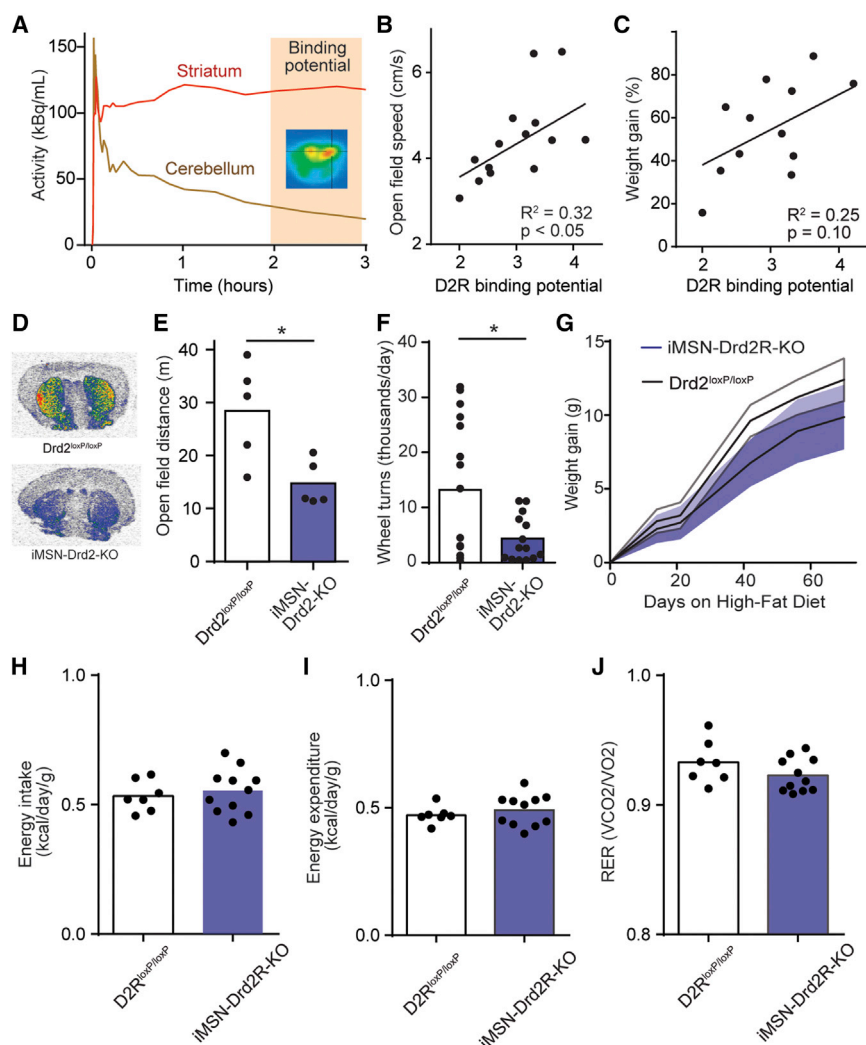 A
Activity (kBq/mL)
150
100
50
0
Striatum
Cerebellum
Binding
potential
0
1
2
3
Time (hours)
B
Open field speed (cm/s)
6
4
2
0
R² = 0.32
p < 0.05
2
3
4
D2R binding potential
C
Weight gain (%)
80
60
40
20
0
R² = 0.25
p = 0.10
2
3
4
D2R binding potential
D
Drd2loxP/loxP
iMSN-Drd2-KO
E
Open field distance (m)
40
30
20
10
0
*
Drd2loxP/loxP
iMSN-
Drd2-KO
F
Wheel turns (thousands/day)
40
30
20
10
0
*
Drd2loxP/loxP
iMSN-
Drd2-KO
G
Weight gain (g)
15
10
5
0
iMSN-Drd2R-KO
Drd2loxP/loxP
0
20
40
60
Days on High-Fat Diet
H
Energy intake
(kcal/day/g)
1.0
0.5
0.0
D2RloxP/loxP
iMSN-Drd2R-KO
I
Energy expenditure
(kcal/day/g)
1.0
0.5
0.0
D2RloxP/loxP
iMSN-Drd2R-KO
J
RER (VCO2/VO2)
1.0
0.9
0.8
D2RloxP/loxP
iMSN-Drd2R-KO